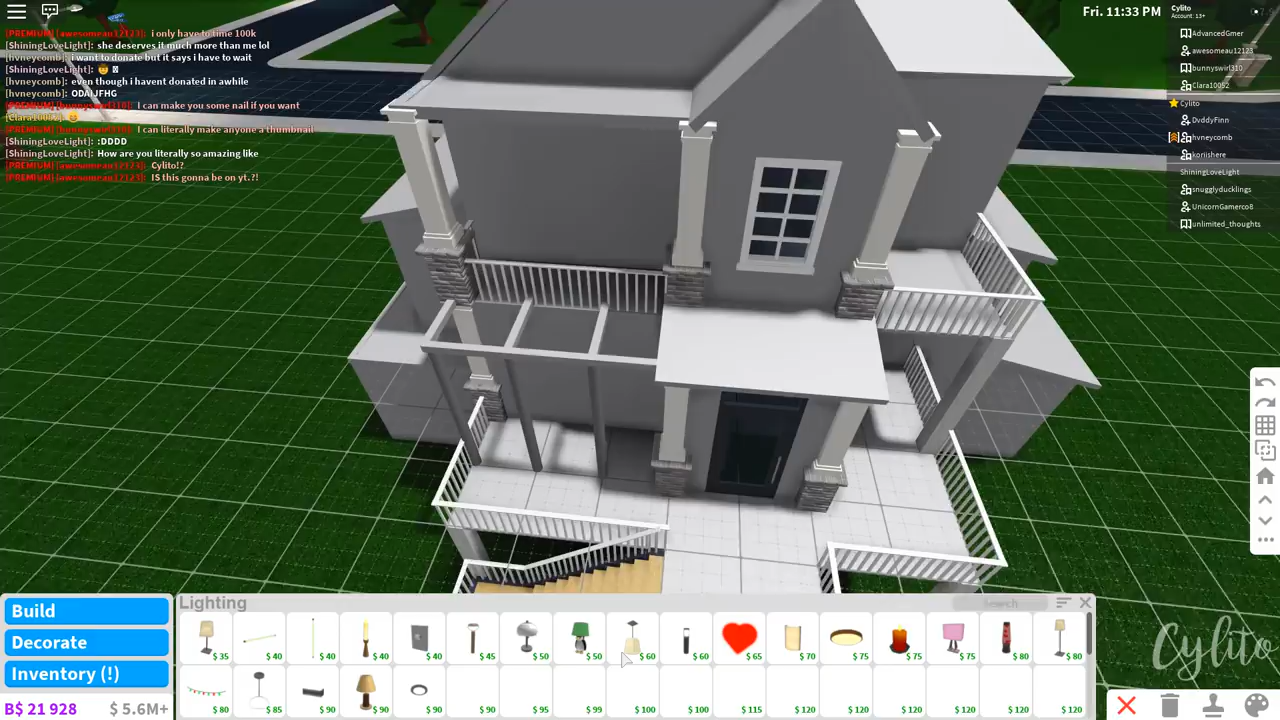 Fri. 11:33 PM
Cylito
Account: 13+
[PREMIUM] [awesomeau12123]: i only have to time 100k
[ShiningLoveLight]: she deserves it much more than me lol
[hvneycomb]: i want to donate but it says i have to wait
[ShiningLoveLight]:
[hvneycomb]: even though i havent donated in awhile
[hvneycomb]: ODAIJFHG
[PREMIUM] [bunnyswirl310]: I can make you some nail if you want
[Clara10052]:
[PREMIUM] [bunnyswirl310]: I can literally make anyone a thumbnail
[ShiningLoveLight]: :DDDD
[ShiningLoveLight]: How are you literally so amazing like
[PREMIUM] [awesomeau12123]: Cylito!?
[PREMIUM] [awesomeau12123]: IS this gonna be on yt.?!
AdvancedGmer
awesomeau12123
bunnyswirl310
Clara10052
Cylito
DvddyFinn
hvneycomb
koriishere
ShiningLoveLight
snugglyducklings
UnicornGamerco8
unlimited_thoughts
Build
Decorate
Inventory (!)
B$ 21 928 $ 5.6M+
Lighting
Search
$ 35 $ 40 $ 40 $ 40 $ 40 $ 45 $ 50 $ 50 $ 60 $ 60 $ 65 $ 70 $ 75 $ 75 $ 75 $ 80 $ 80
$ 80 $ 85 $ 90 $ 90 $ 90 $ 90 $ 95 $ 99 $ 100 $ 100 $ 115 $ 120 $ 120 $ 120 $ 120 $ 120 $ 120
Cylito